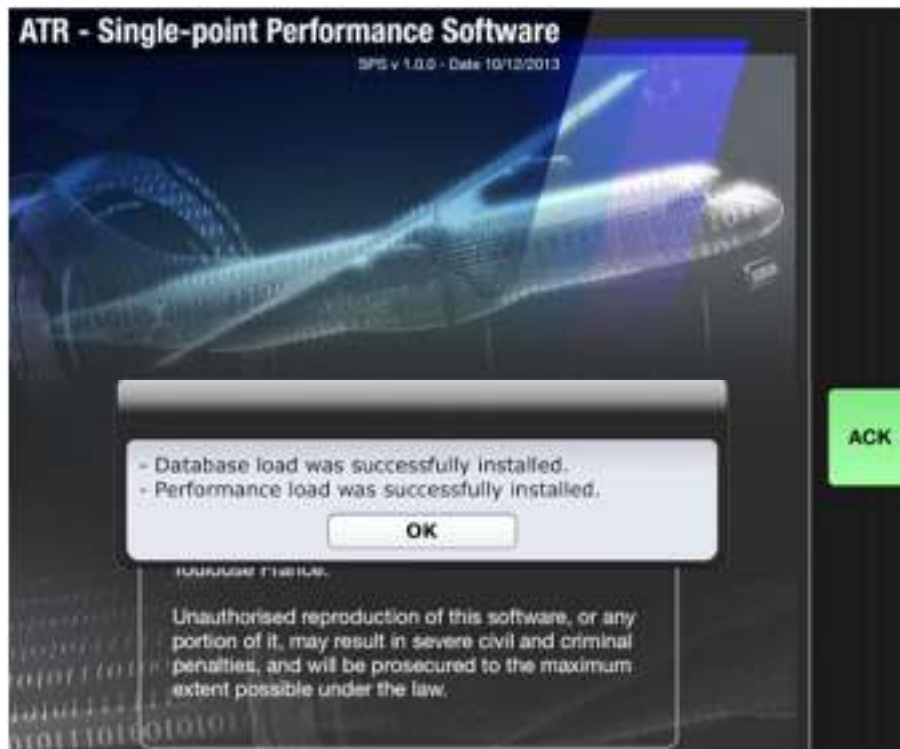 ATR - Single-point Performance Software
SPS v 1.0.0 - Date 10/12/2013
- Database load was successfully installed.
- Performance load was successfully installed.
OK
ACK
Toulouse France.
Unauthorised reproduction of this software, or any
portion of it, may result in severe civil and criminal
penalties, and will be prosecured to the maximum
extent possible under the law.